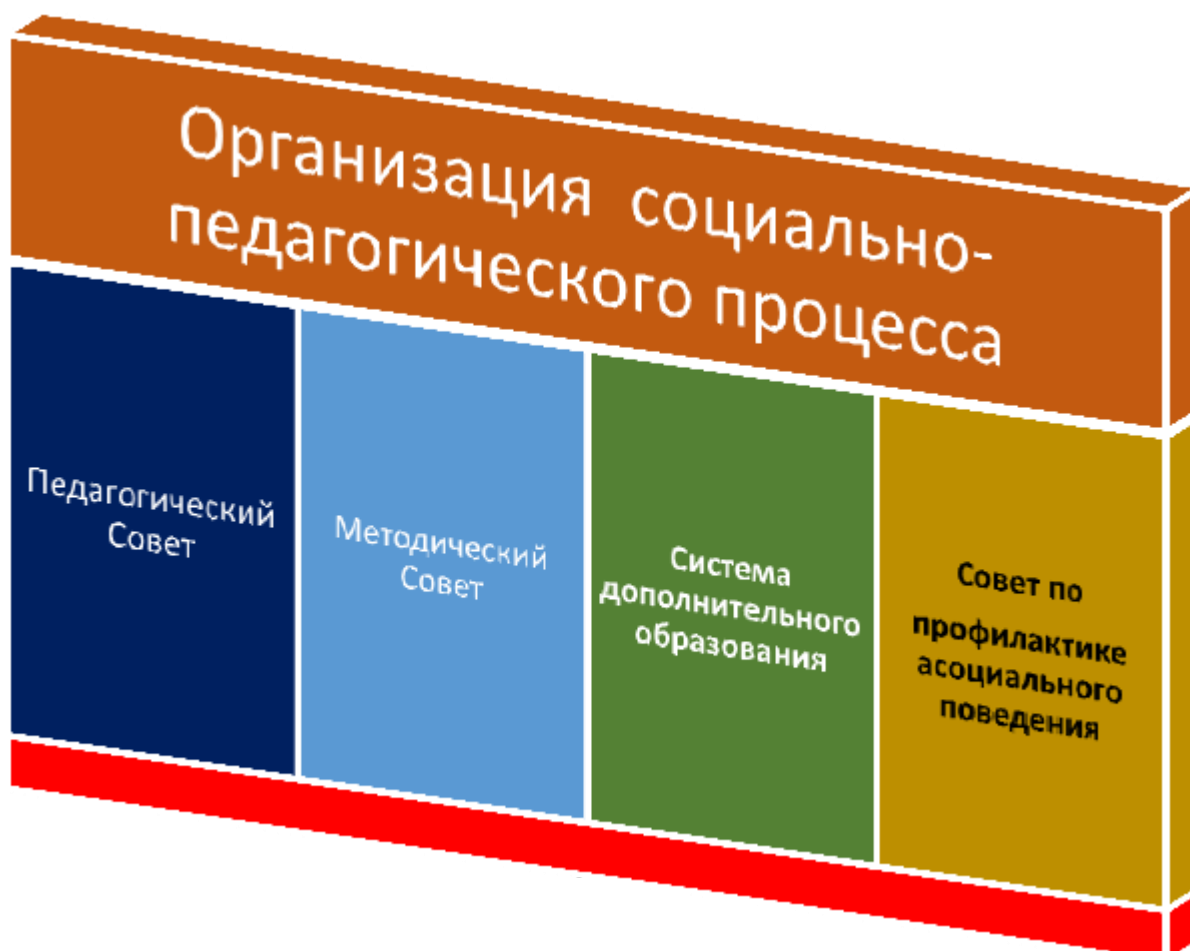 Организация социально-
педагогического процесса
Педагогический
Совет
Методический
Совет
Система
дополнительного
образования
Совет по
профилактике
асоциального
поведения